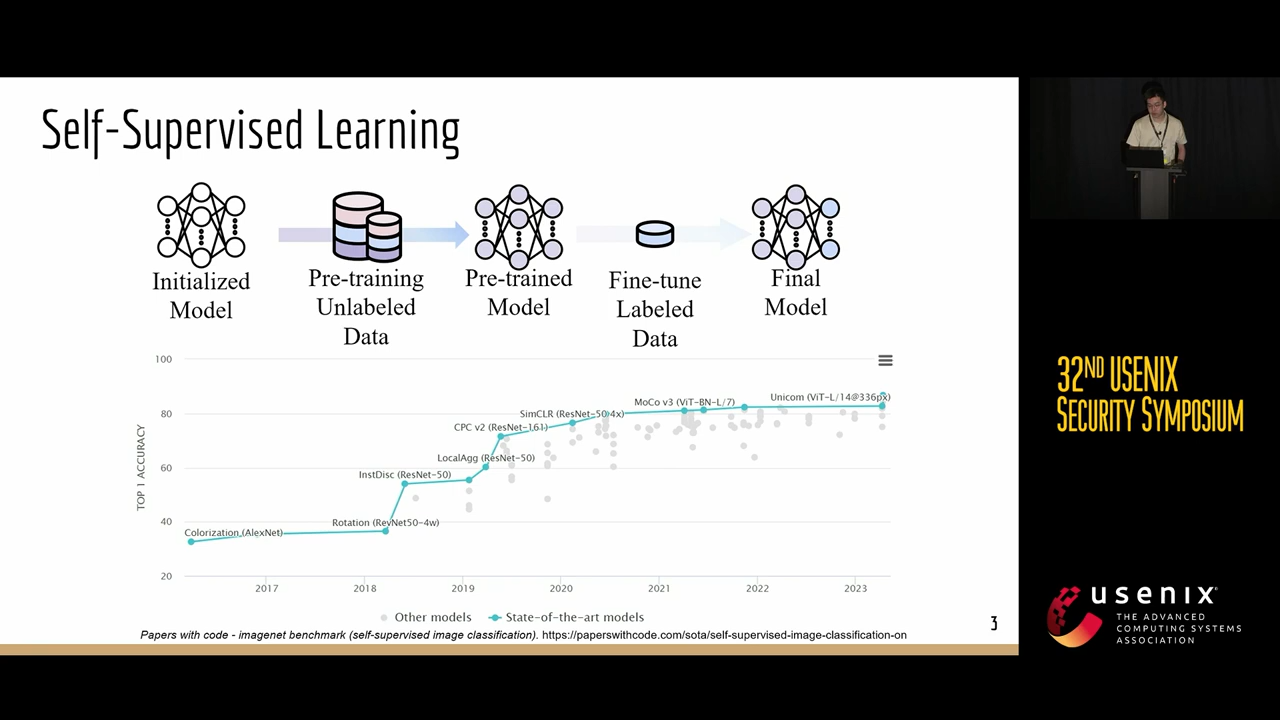 Self-Supervised Learning
Initialized
Model
Pre-training
Unlabeled
Data
Pre-trained
Model
Fine-tune
Labeled
Data
Final
Model
TOP 1 ACCURACY
100
80
60
40
20
Colorization (AlexNet)
Rotation (RevNet50-4w)
InstDisc (ResNet-50)
LocalAgg (ResNet-50)
CPC v2 (ResNet-161)
SimCLR (ResNet-50 4x)
MoCo v3 (ViT-BN-L/7)
Unicom (ViT-L/14@336px)
2017 2018 2019 2020 2021 2022 2023
Other models State-of-the-art models
Papers with code - imagenet benchmark (self-supervised image classification). https://paperswithcode.com/sota/self-supervised-image-classification-on
3
32ND USENIX
SECURITY SYMPOSIUM
usenix
THE ADVANCED
COMPUTING SYSTEMS
ASSOCIATION